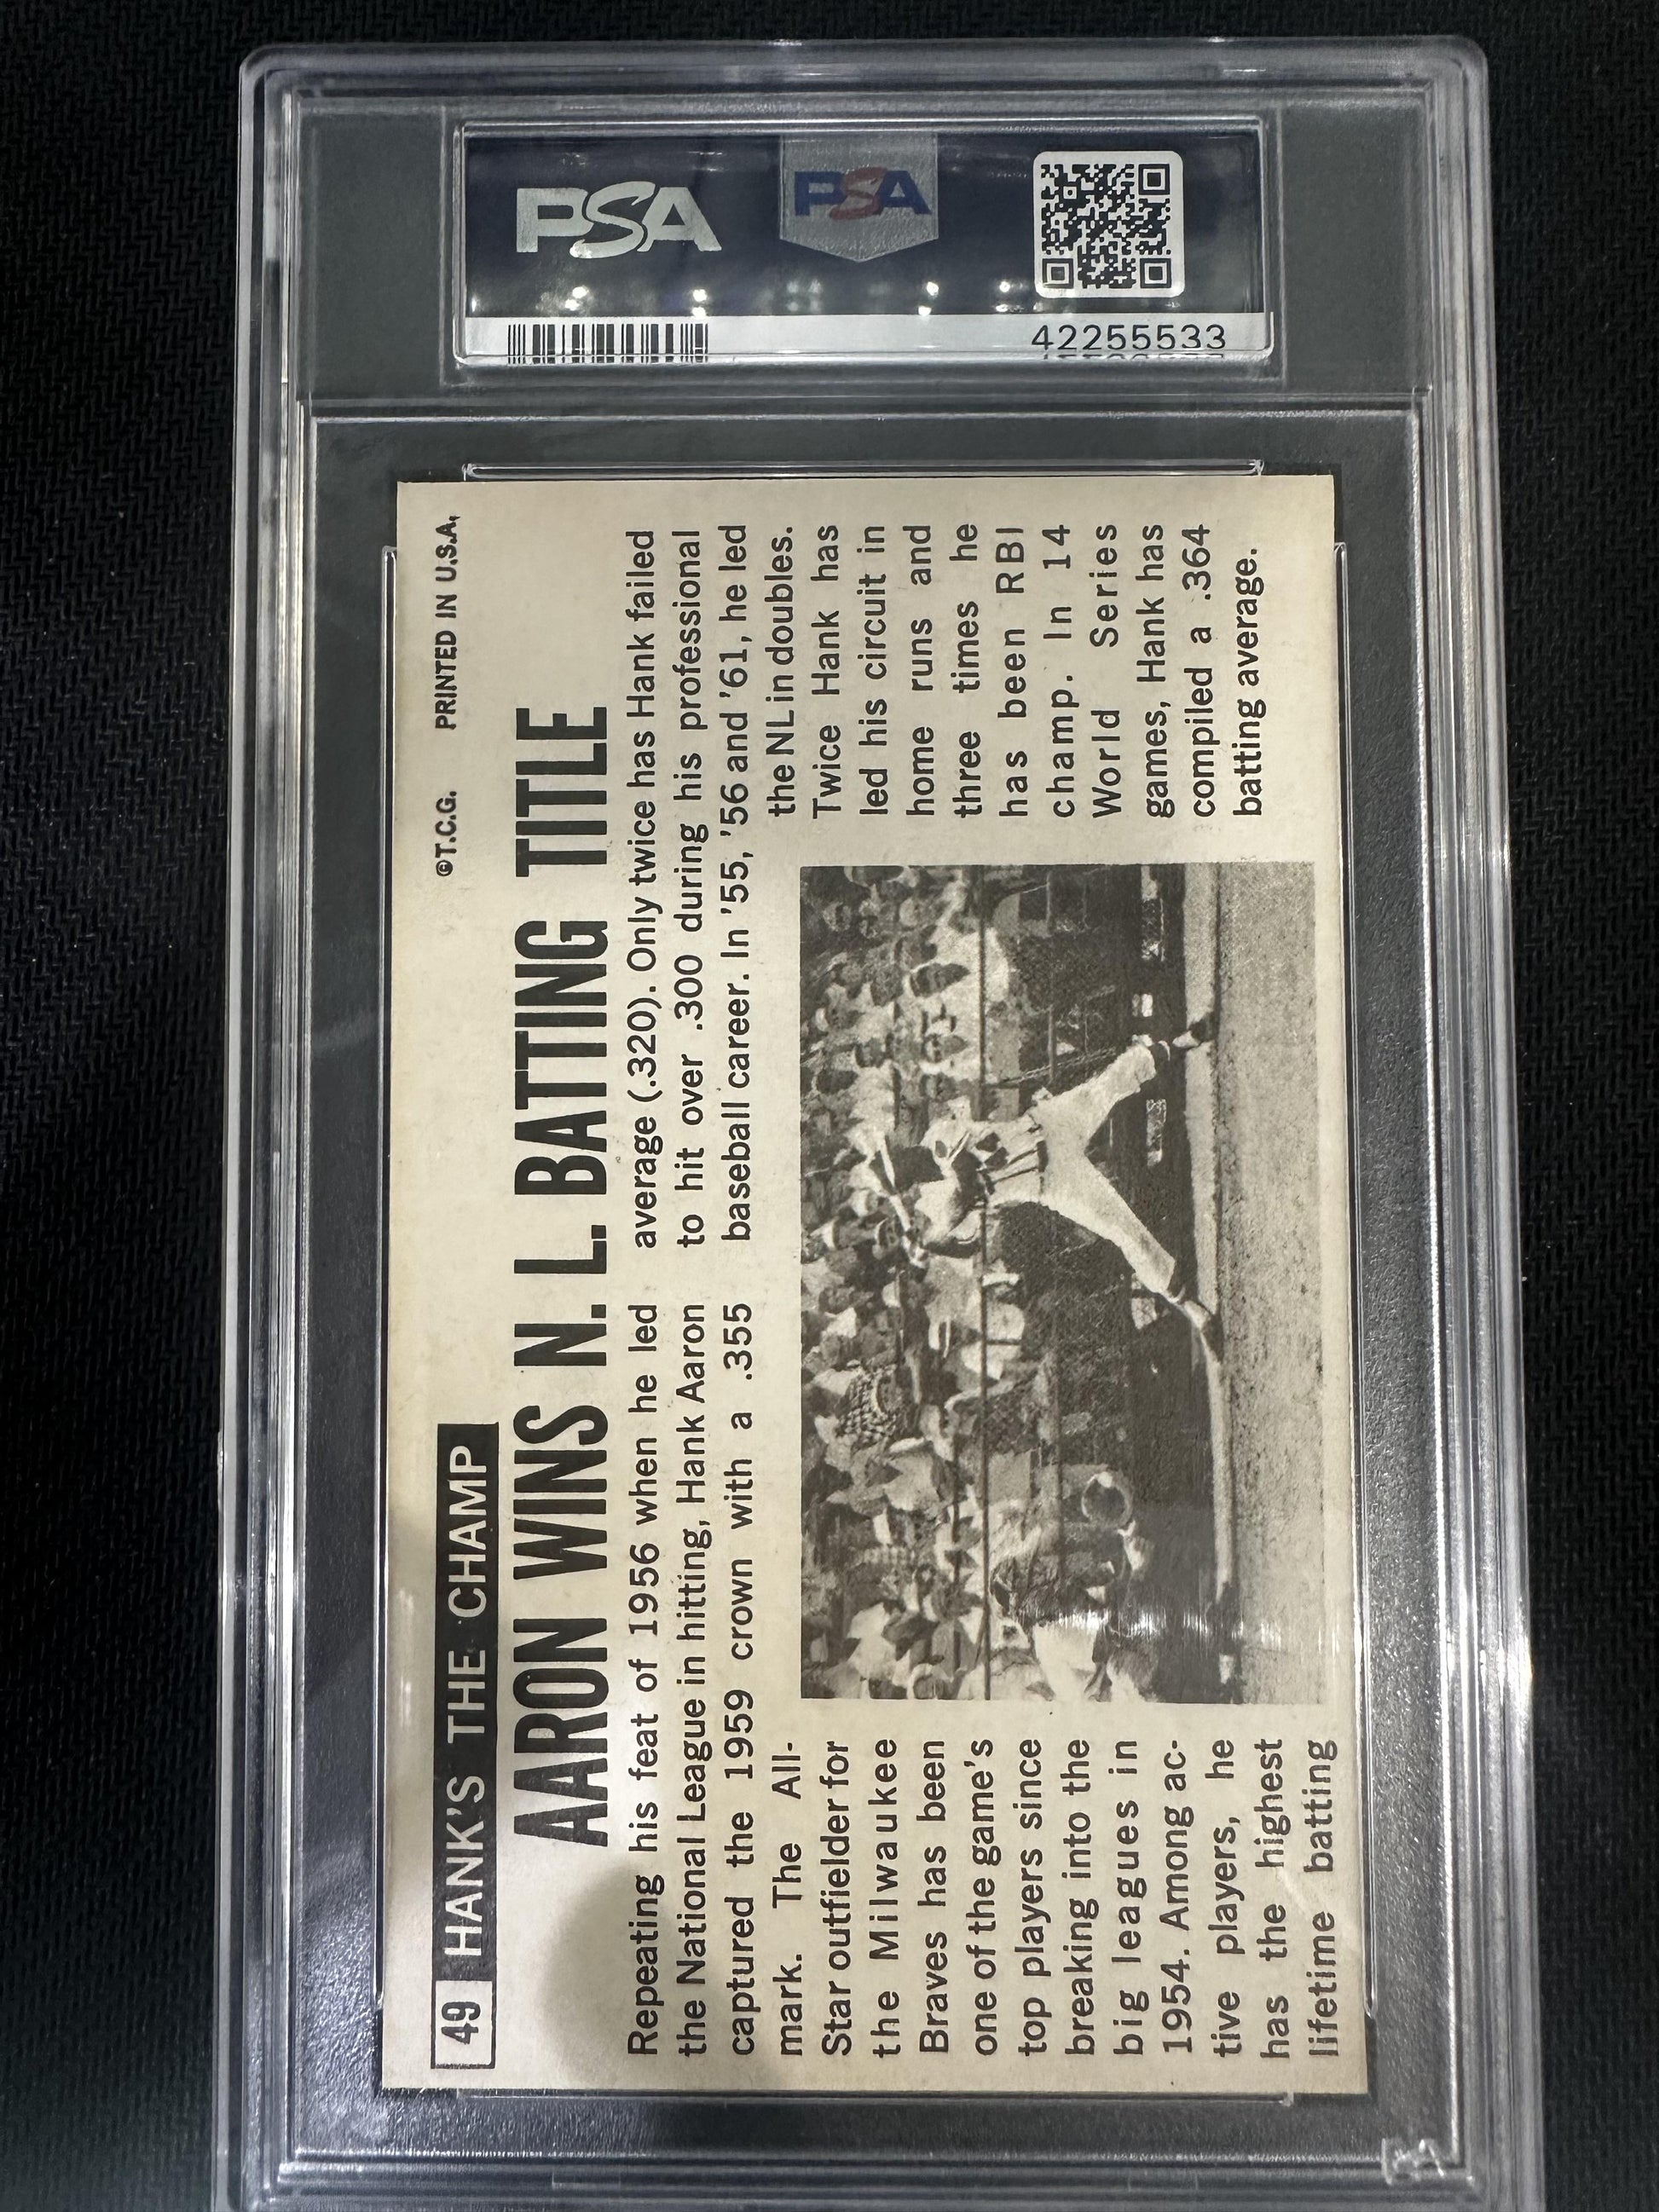 PSA
PSA
42255533
49 HANK'S THE CHAMP
©T.C.G. PRINTED IN U.S.A.
AARON WINS N. L. BATTING TITLE
Repeating his feat of 1956 when he led
the National League in hitting, Hank Aaron
captured the 1959 crown with a .355
mark. The All-
Star outfielder for
the Milwaukee
Braves has been
one of the game's
top players since
breaking into the
big leagues in
1954. Among ac-
tive players, he
has the highest
lifetime batting
average (.320). Only twice has Hank failed
to hit over .300 during his professional
baseball career. In '55, '56 and '61, he led
the NL in doubles.
Twice Hank has
led his circuit in
home runs and
three times he
has been RBI
champ. In 14
World Series
games, Hank has
compiled a .364
batting average.